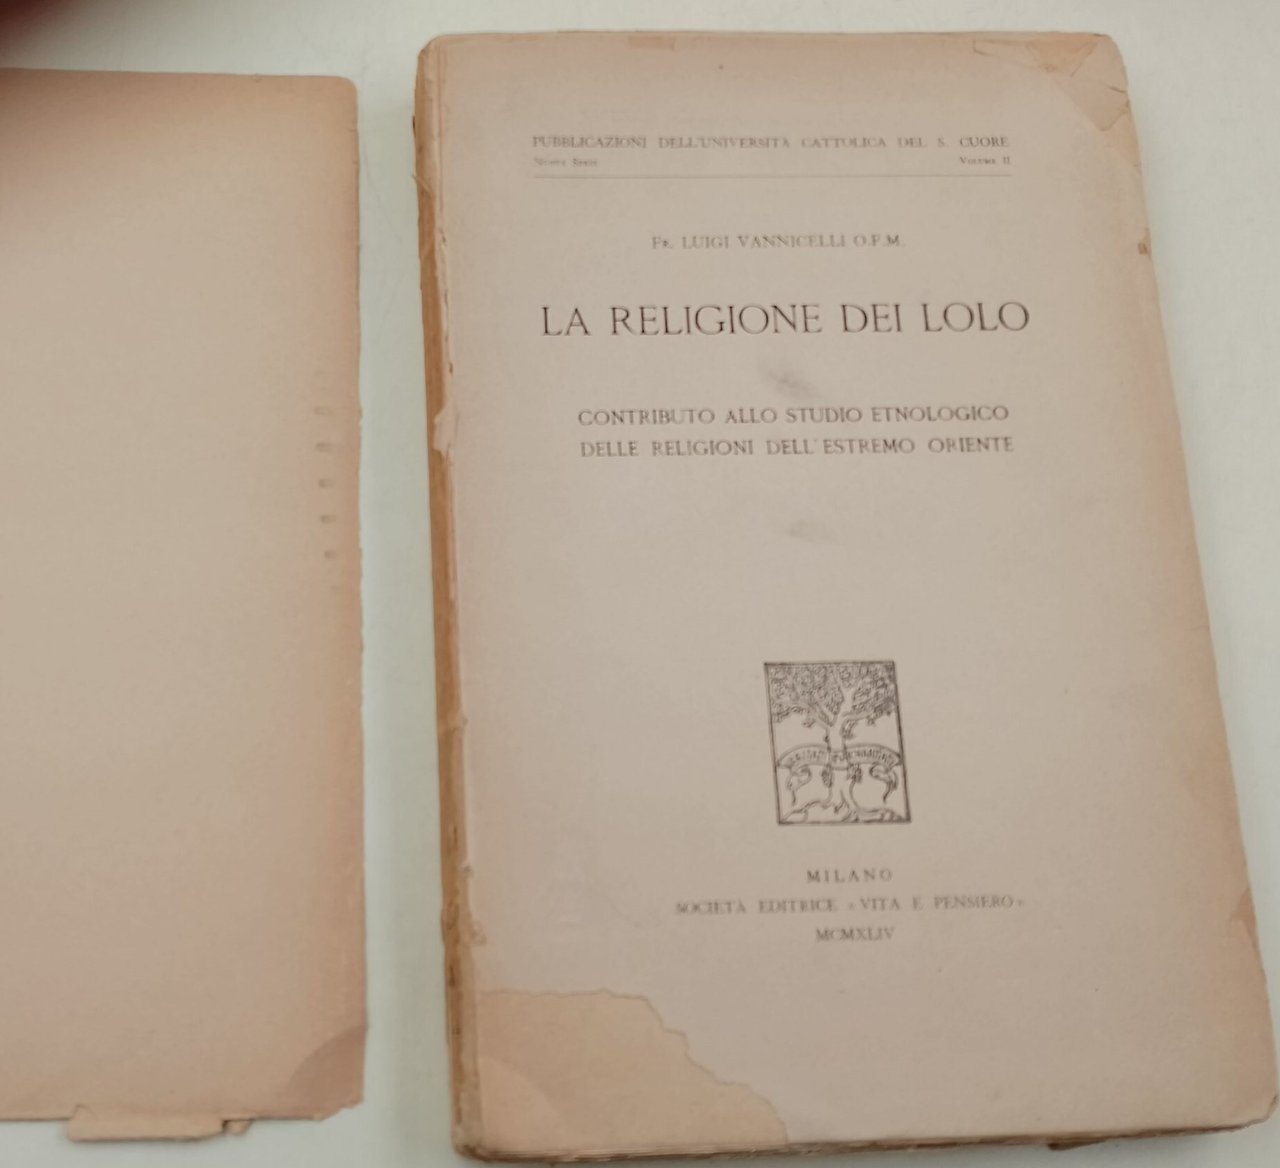 PUBBLICAZIONI DELL'UNIVERSITÀ CATTOLICA DEL S. CUORE
NUOVA SERIE VOLUME II
FR. LUIGI VANNICELLI O.F.M.
LA RELIGIONE DEI LOLO
CONTRIBUTO ALLO STUDIO ETNOLOGICO
DELLE RELIGIONI DELL'ESTREMO ORIENTE
MILANO
SOCIETÀ EDITRICE «VITA E PENSIERO»
MCMXLIV